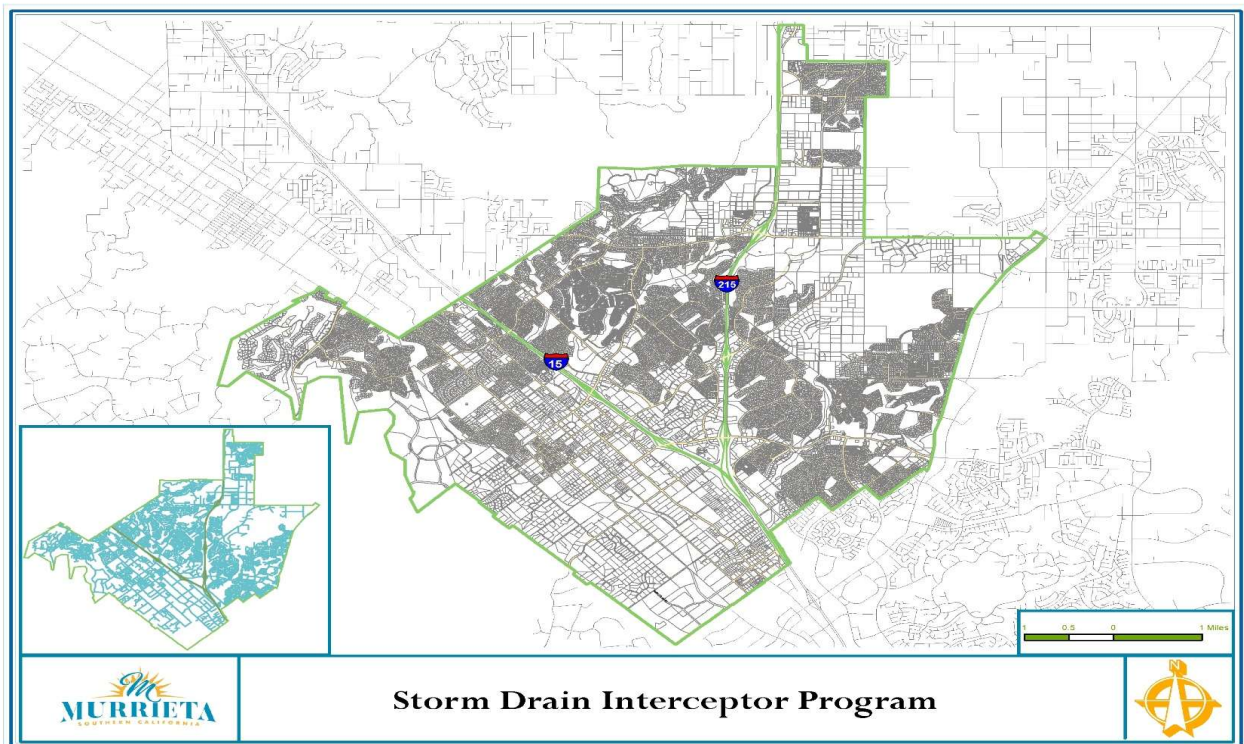 215
15
1 0.5 0 1 Miles
M
MURRIETA
SOUTHERN CALIFORNIA
Storm Drain Interceptor Program
N